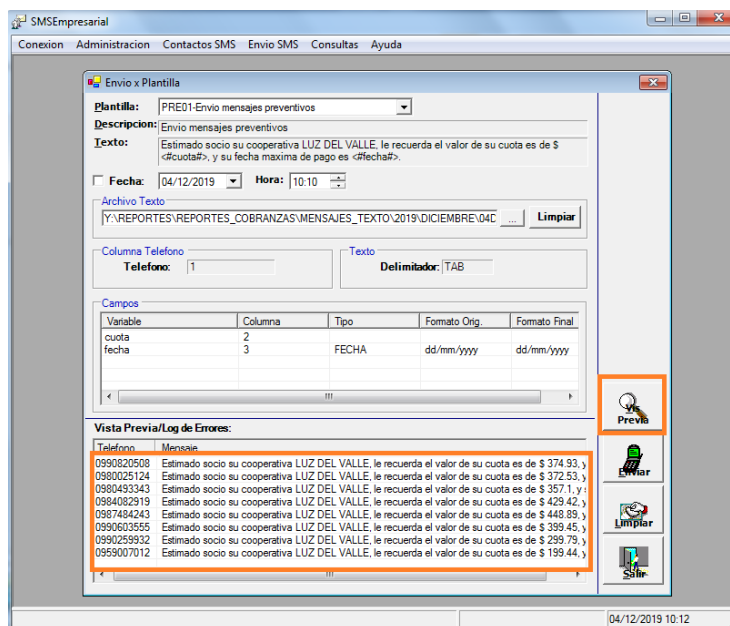 SMSEmpresarial
Conexion Administracion Contactos SMS Envio SMS Consultas Ayuda
Envio x Plantilla
Plantilla: PRE01-Envio mensajes preventivos
Descripcion: Envio mensajes preventivos
Texto: Estimado socio su cooperativa LUZ DEL VALLE, le recuerda el valor de su cuota es de $
<#cuota#>, y su fecha maxima de pago es <#fecha#>.
Fecha: 04/12/2019 Hora: 10:10
Archivo Texto
Y:\REPORTES\REPORTES_COBRANZAS\MENSAJES_TEXTO\2019\DICIEMBRE\04D ... Limpiar
Columna Telefono Texto
Telefono: 1 Delimitador: TAB
Campos
Variable Columna Tipo Formato Orig. Formato Final
cuota 2
fecha 3 FECHA dd/mm/yyyy dd/mm/yyyy
Vis
Previa
Vista Previa/Log de Errores:
Telefono Mensaje
0990820508 Estimado socio su cooperativa LUZ DEL VALLE, le recuerda el valor de su cuota es de $ 374.93, y
0980025124 Estimado socio su cooperativa LUZ DEL VALLE, le recuerda el valor de su cuota es de $ 372.53, y
0980493343 Estimado socio su cooperativa LUZ DEL VALLE, le recuerda el valor de su cuota es de $ 357.1, y
0984082919 Estimado socio su cooperativa LUZ DEL VALLE, le recuerda el valor de su cuota es de $ 429.42, y
0987484243 Estimado socio su cooperativa LUZ DEL VALLE, le recuerda el valor de su cuota es de $ 448.89, y
0990603555 Estimado socio su cooperativa LUZ DEL VALLE, le recuerda el valor de su cuota es de $ 399.45, y
0990259932 Estimado socio su cooperativa LUZ DEL VALLE, le recuerda el valor de su cuota es de $ 299.79, y
0959007012 Estimado socio su cooperativa LUZ DEL VALLE, le recuerda el valor de su cuota es de $ 199.44, y
Enviar
Limpiar
Salir
04/12/2019 10:12